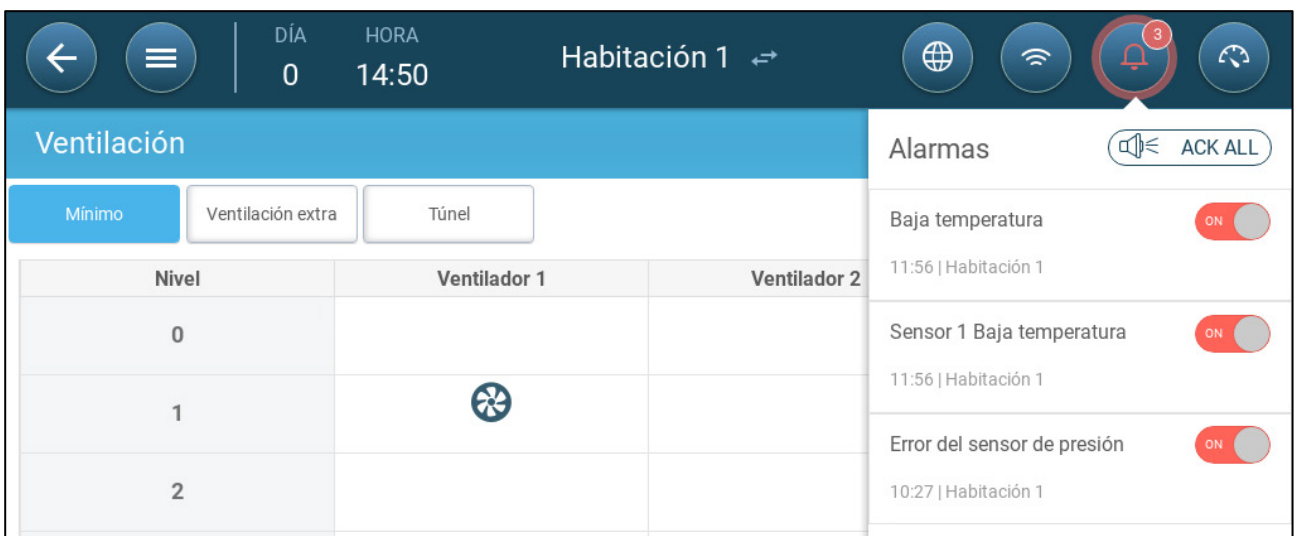 DÍA HORA
0 14:50 Habitación 1 3
Ventilación
Mínimo Ventilación extra Túnel
Nivel Ventilador 1 Ventilador 2
0
1
2
Alarmas ACK ALL
Baja temperatura ON
11:56 | Habitación 1
Sensor 1 Baja temperatura ON
11:56 | Habitación 1
Error del sensor de presión ON
10:27 | Habitación 1